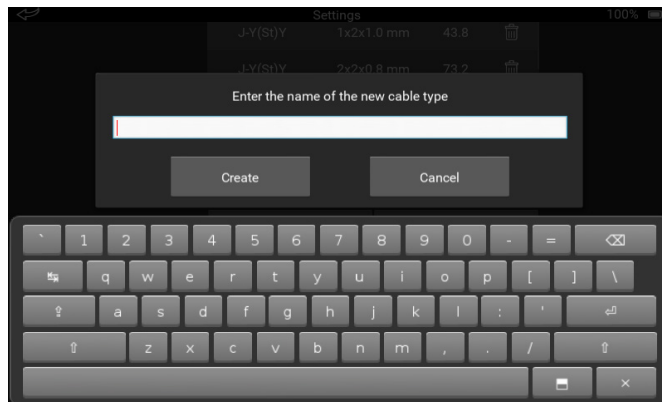 Settings 100%
J-Y(St)Y 1x2x1.0 mm 43.8
J-Y(St)Y 2x2x0.8 mm 73.2
Enter the name of the new cable type
Create Cancel
` 1 2 3 4 5 6 7 8 9 0 - =
q w e r t y u i o p [ ] \
a s d f g h j k l : '
z x c v b n m , . /